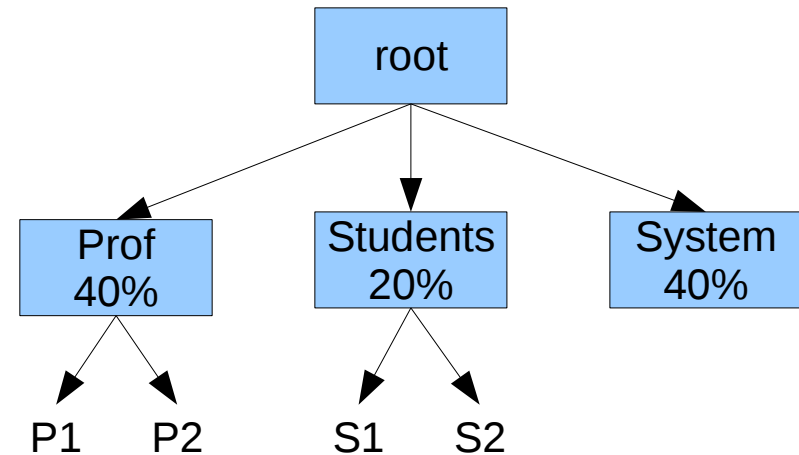 root
Prof
40%
Students
20%
System
40%
P1
P2
S1
S2